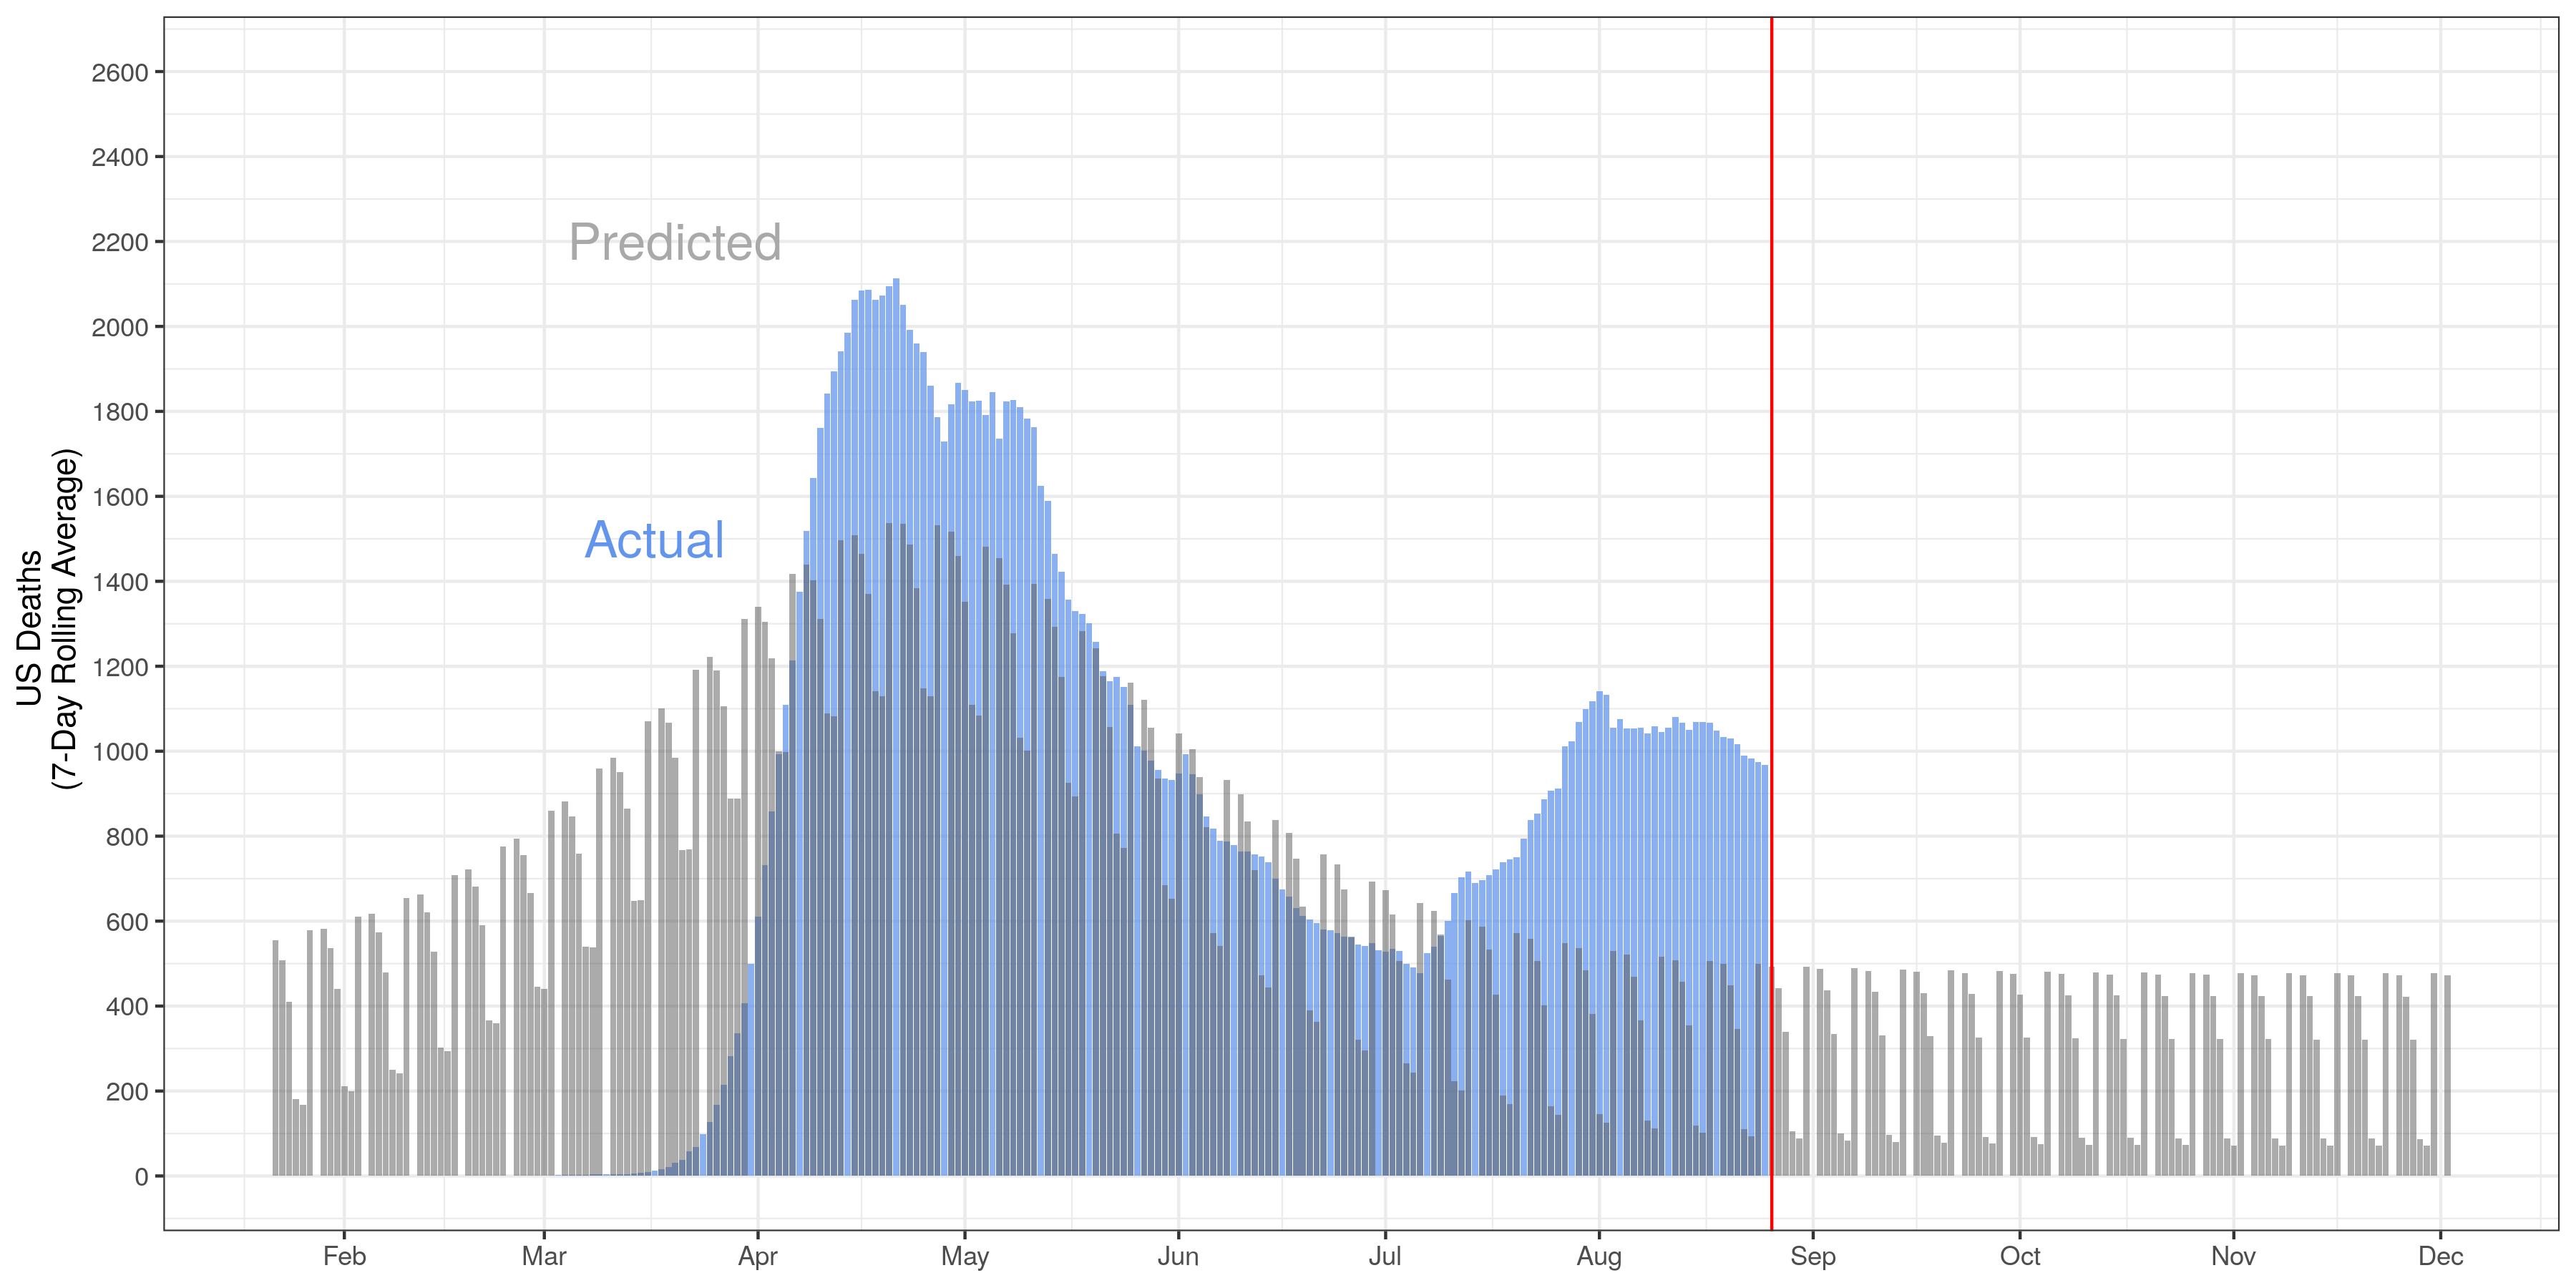 US Deaths
(7-Day Rolling Average)
2600
2400
2200
2000
1800
1600
1400
1200
1000
800
600
400
200
0
Predicted
Actual
Feb Mar Apr May Jun Jul Aug Sep Oct Nov Dec